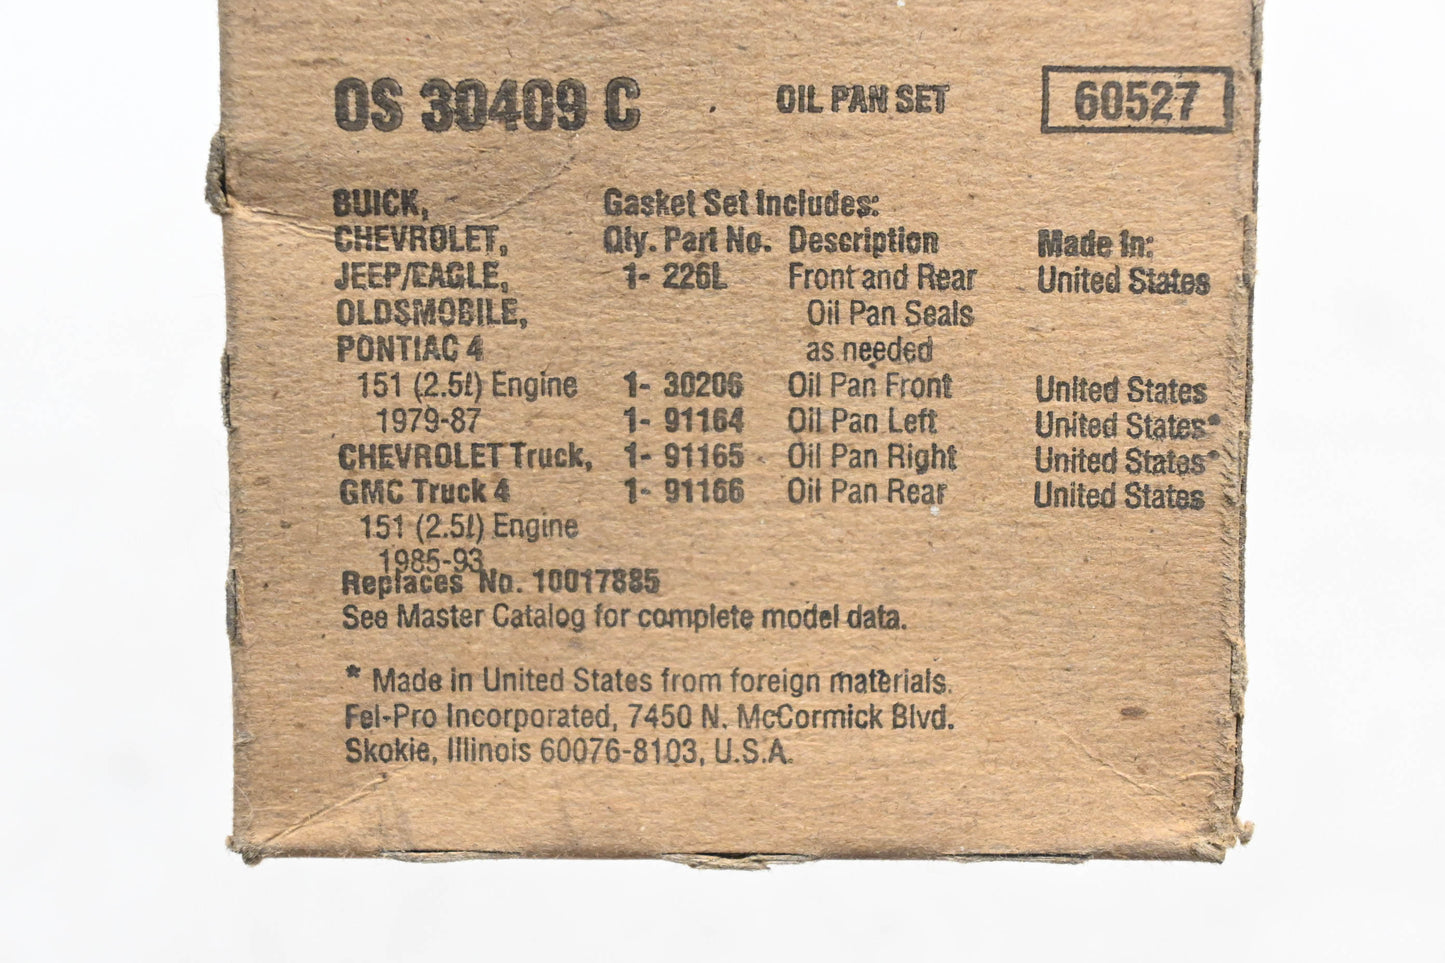 OS 30409 C OIL PAN SET 60527
BUICK, Gasket Set Includes:
CHEVROLET, Qty. Part No. Description Made In:
JEEP/EAGLE, 1- 226L Front and Rear United States
OLDSMOBILE, Oil Pan Seals
PONTIAC 4 as needed
151 (2.5ℓ) Engine 1- 30206 Oil Pan Front United States
1979-87 1- 91164 Oil Pan Left United States*
CHEVROLET Truck, 1- 91165 Oil Pan Right United States*
GMC Truck 4 1- 91166 Oil Pan Rear United States
151 (2.5ℓ) Engine
1985-93
Replaces No. 10017885
See Master Catalog for complete model data.
* Made in United States from foreign materials.
Fel-Pro Incorporated, 7450 N. McCormick Blvd.
Skokie, Illinois 60076-8103, U.S.A.